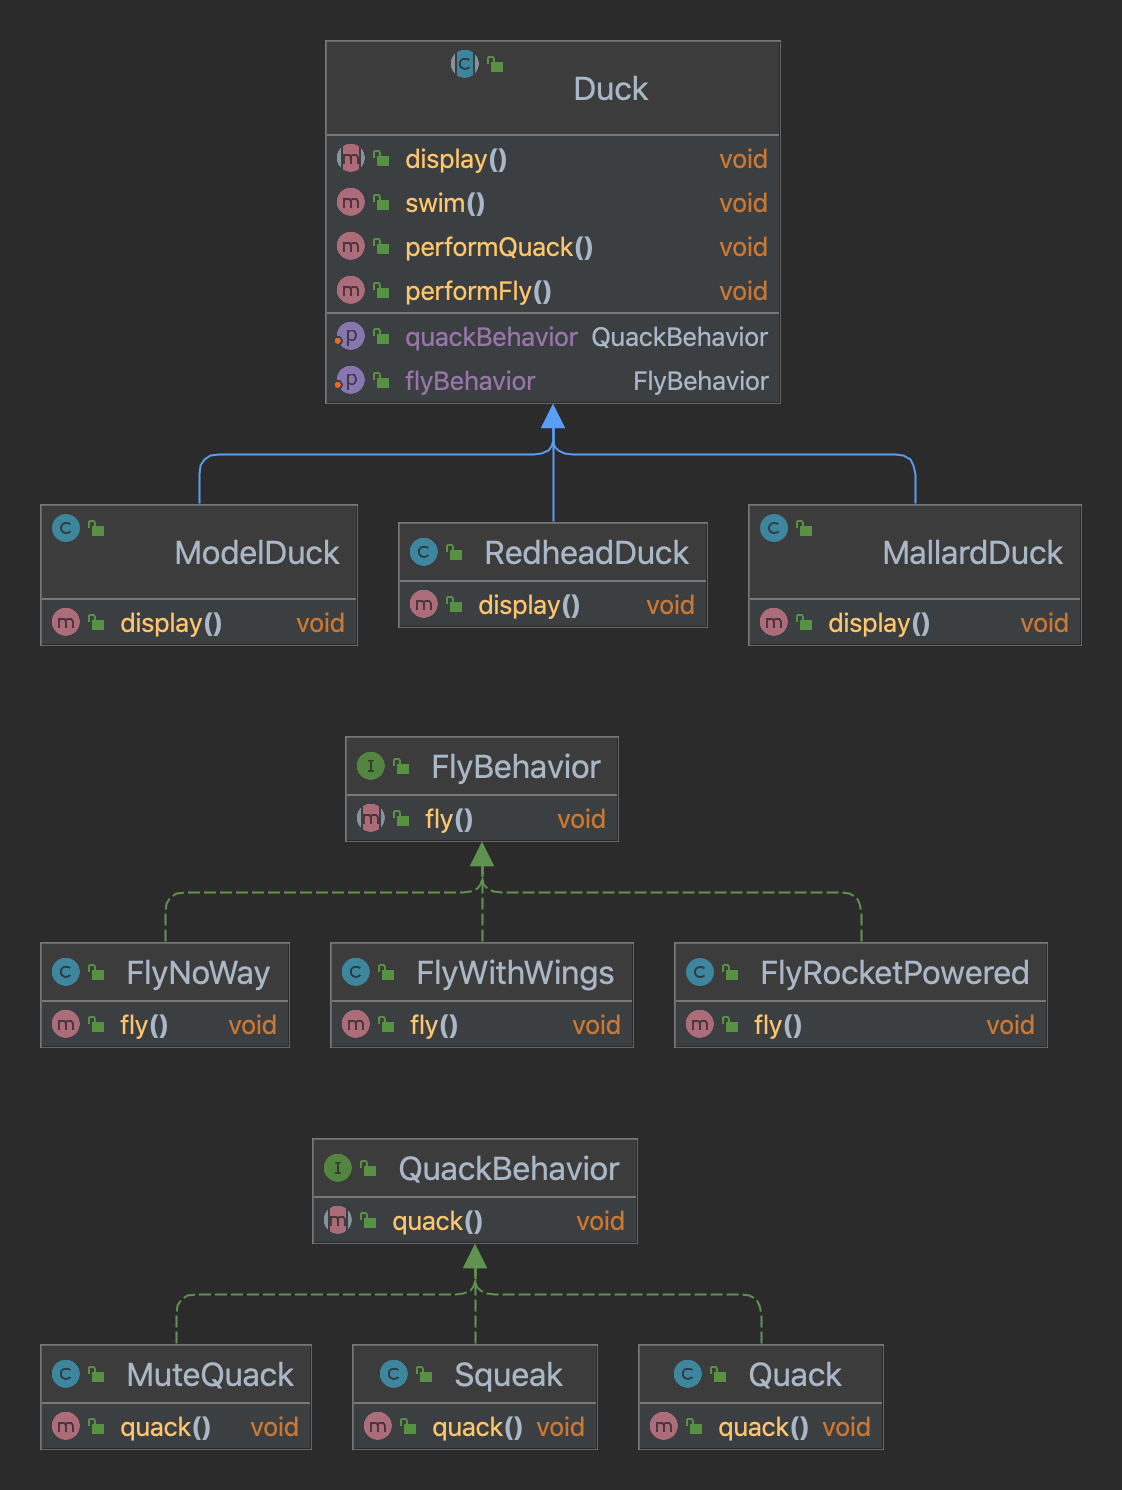 C Duck
m display() void
m swim() void
m performQuack() void
m performFly() void
p quackBehavior QuackBehavior
p flyBehavior FlyBehavior
C ModelDuck
m display() void
C RedheadDuck
m display() void
C MallardDuck
m display() void
I FlyBehavior
m fly() void
C FlyNoWay
m fly() void
C FlyWithWings
m fly() void
C FlyRocketPowered
m fly() void
I QuackBehavior
m quack() void
C MuteQuack
m quack() void
C Squeak
m quack() void
C Quack
m quack() void